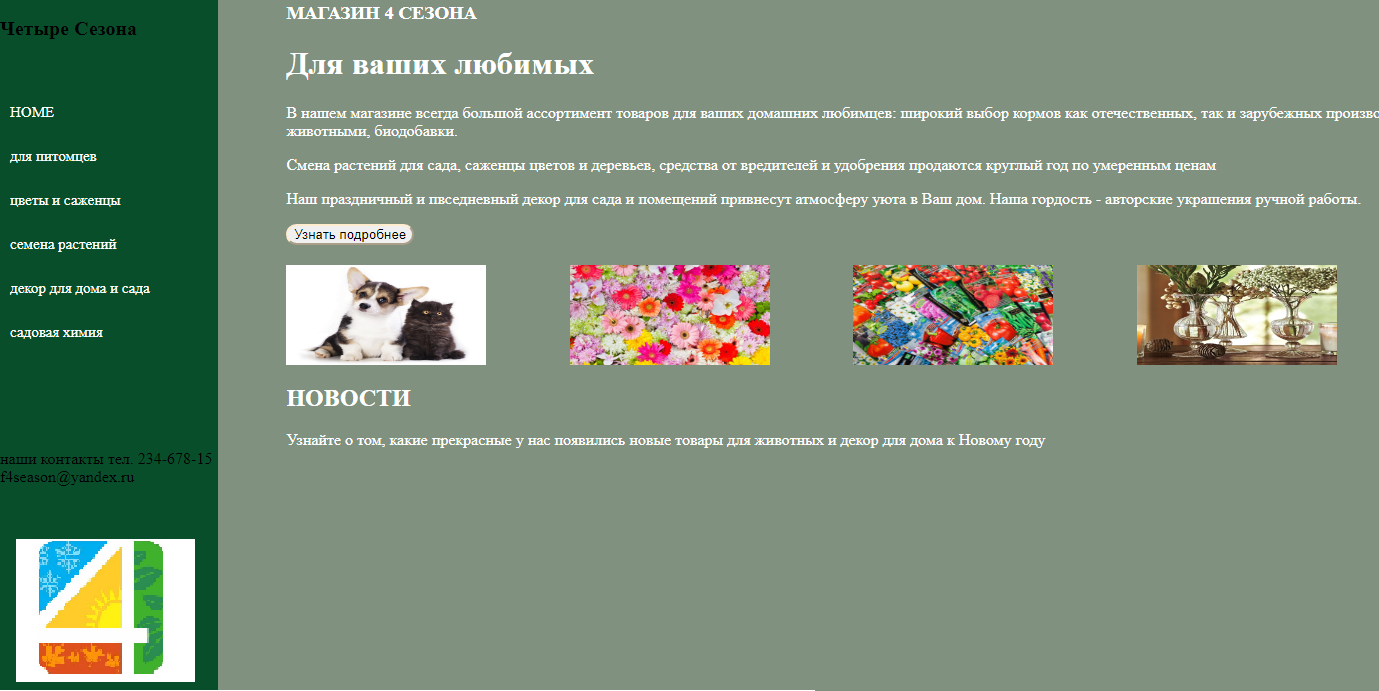 Четыре Сезона
HOME
для питомцев
цветы и саженцы
семена растений
декор для дома и сада
садовая химия
наши контакты тел. 234-678-15
f4season@yandex.ru
4
МАГАЗИН 4 СЕЗОНА
Для ваших любимых
В нашем магазине всегда большой ассортимент товаров для ваших домашних любимцев: широкий выбор кормов как отечественных, так и зарубежных произво
животными, биодобавки.
Смена растений для сада, саженцы цветов и деревьев, средства от вредителей и удобрения продаются круглый год по умеренным ценам
Наш праздничный и пвседневный декор для сада и помещений привнесут атмосферу уюта в Ваш дом. Наша гордость - авторские украшения ручной работы.
Узнать подробнее
НОВОСТИ
Узнайте о том, какие прекрасные у нас появились новые товары для животных и декор для дома к Новому году